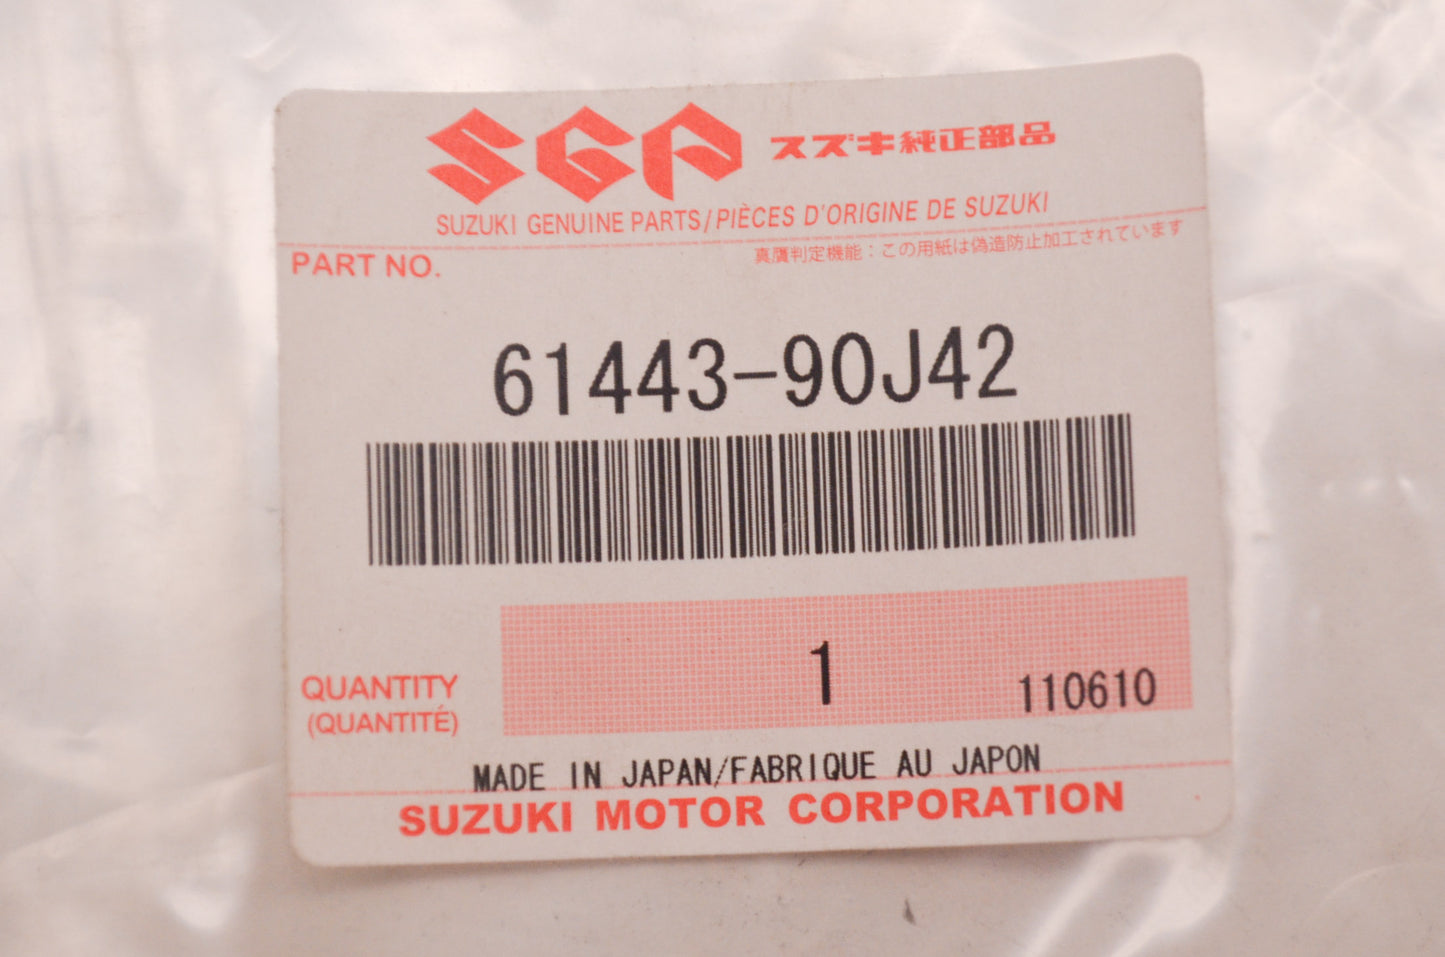 SGP スズキ純正部品
SUZUKI GENUINE PARTS/PIÈCES D'ORIGINE DE SUZUKI
PART NO.
真贋判定機能：この用紙は偽造防止加工されています
61443-90J42
QUANTITY
(QUANTITÉ)
1
110610
MADE IN JAPAN/FABRIQUE AU JAPON
SUZUKI MOTOR CORPORATION